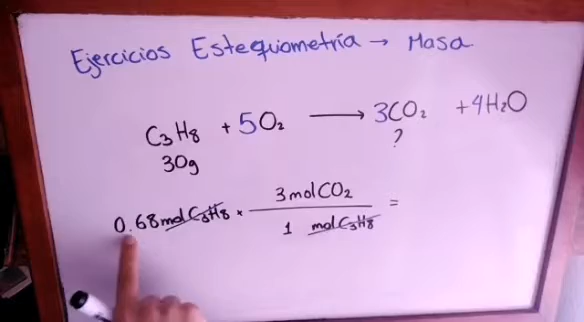 Ejercicios Estequiometría → Masa
C₃H₈ + 5O₂ ⟶ 3CO₂ + 4H₂O
30g ?
0.68 mol C₃H₈ * 3 mol CO₂ / 1 mol C₃H₈ =